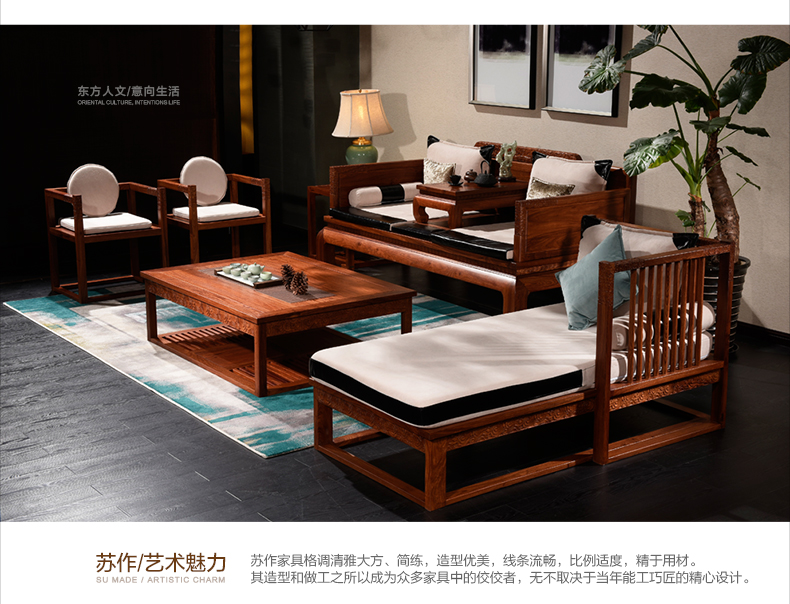 东方人文/意向生活
ORIENTAL CULTURE, INTENTIONS LIFE
苏作/艺术魅力
SU MADE / ARTISTIC CHARM
苏作家具格调清雅大方、简练，造型优美，线条流畅，比例适度，精于用材。
其造型和做工之所以成为众多家具中的佼佼者，无不取决于当年能工巧匠的精心设计。